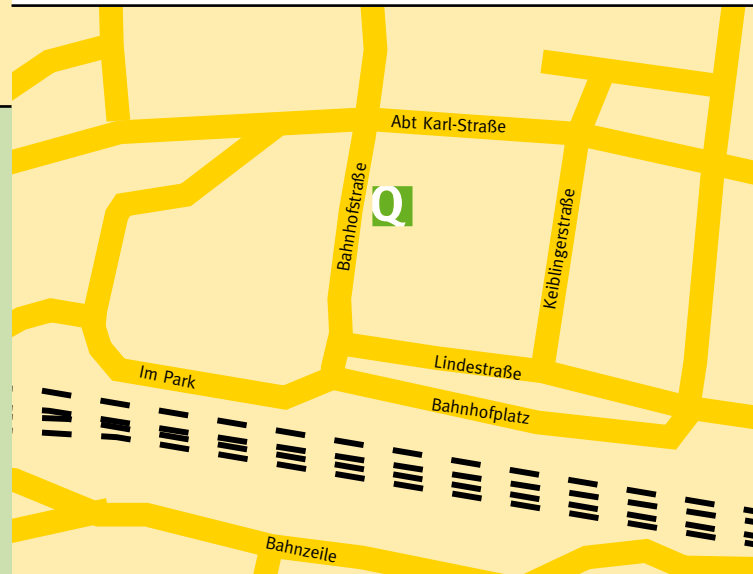 Abt Karl-Straße
Bahnhofstraße
Q
Keiblingerstraße
Lindestraße
Im Park
Bahnhofplatz
Bahnzeile